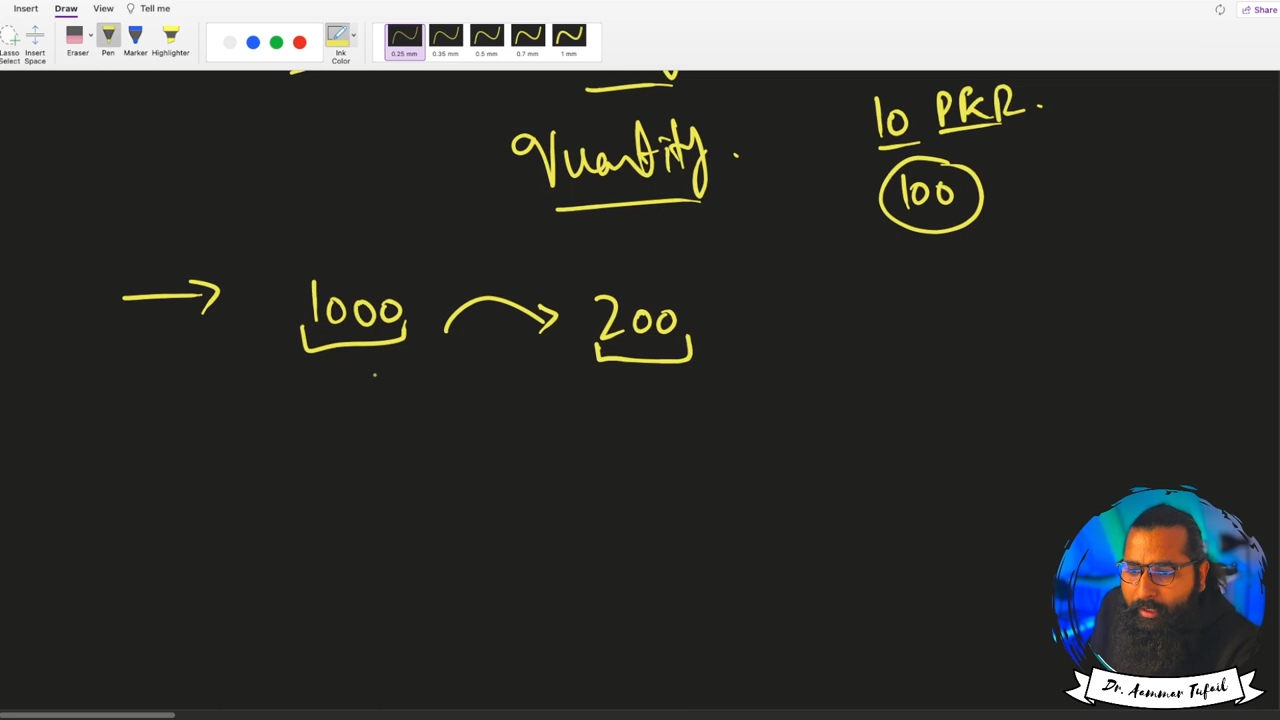 Insert Draw View Tell me Share
Lasso Select
Insert Space
Eraser
Pen
Marker
Highlighter
Ink Color
0.25 mm
0.35 mm
0.5 mm
0.7 mm
1 mm
10 PKR.
Quantity.
100
1000
200
Dr. Aammar Tufail